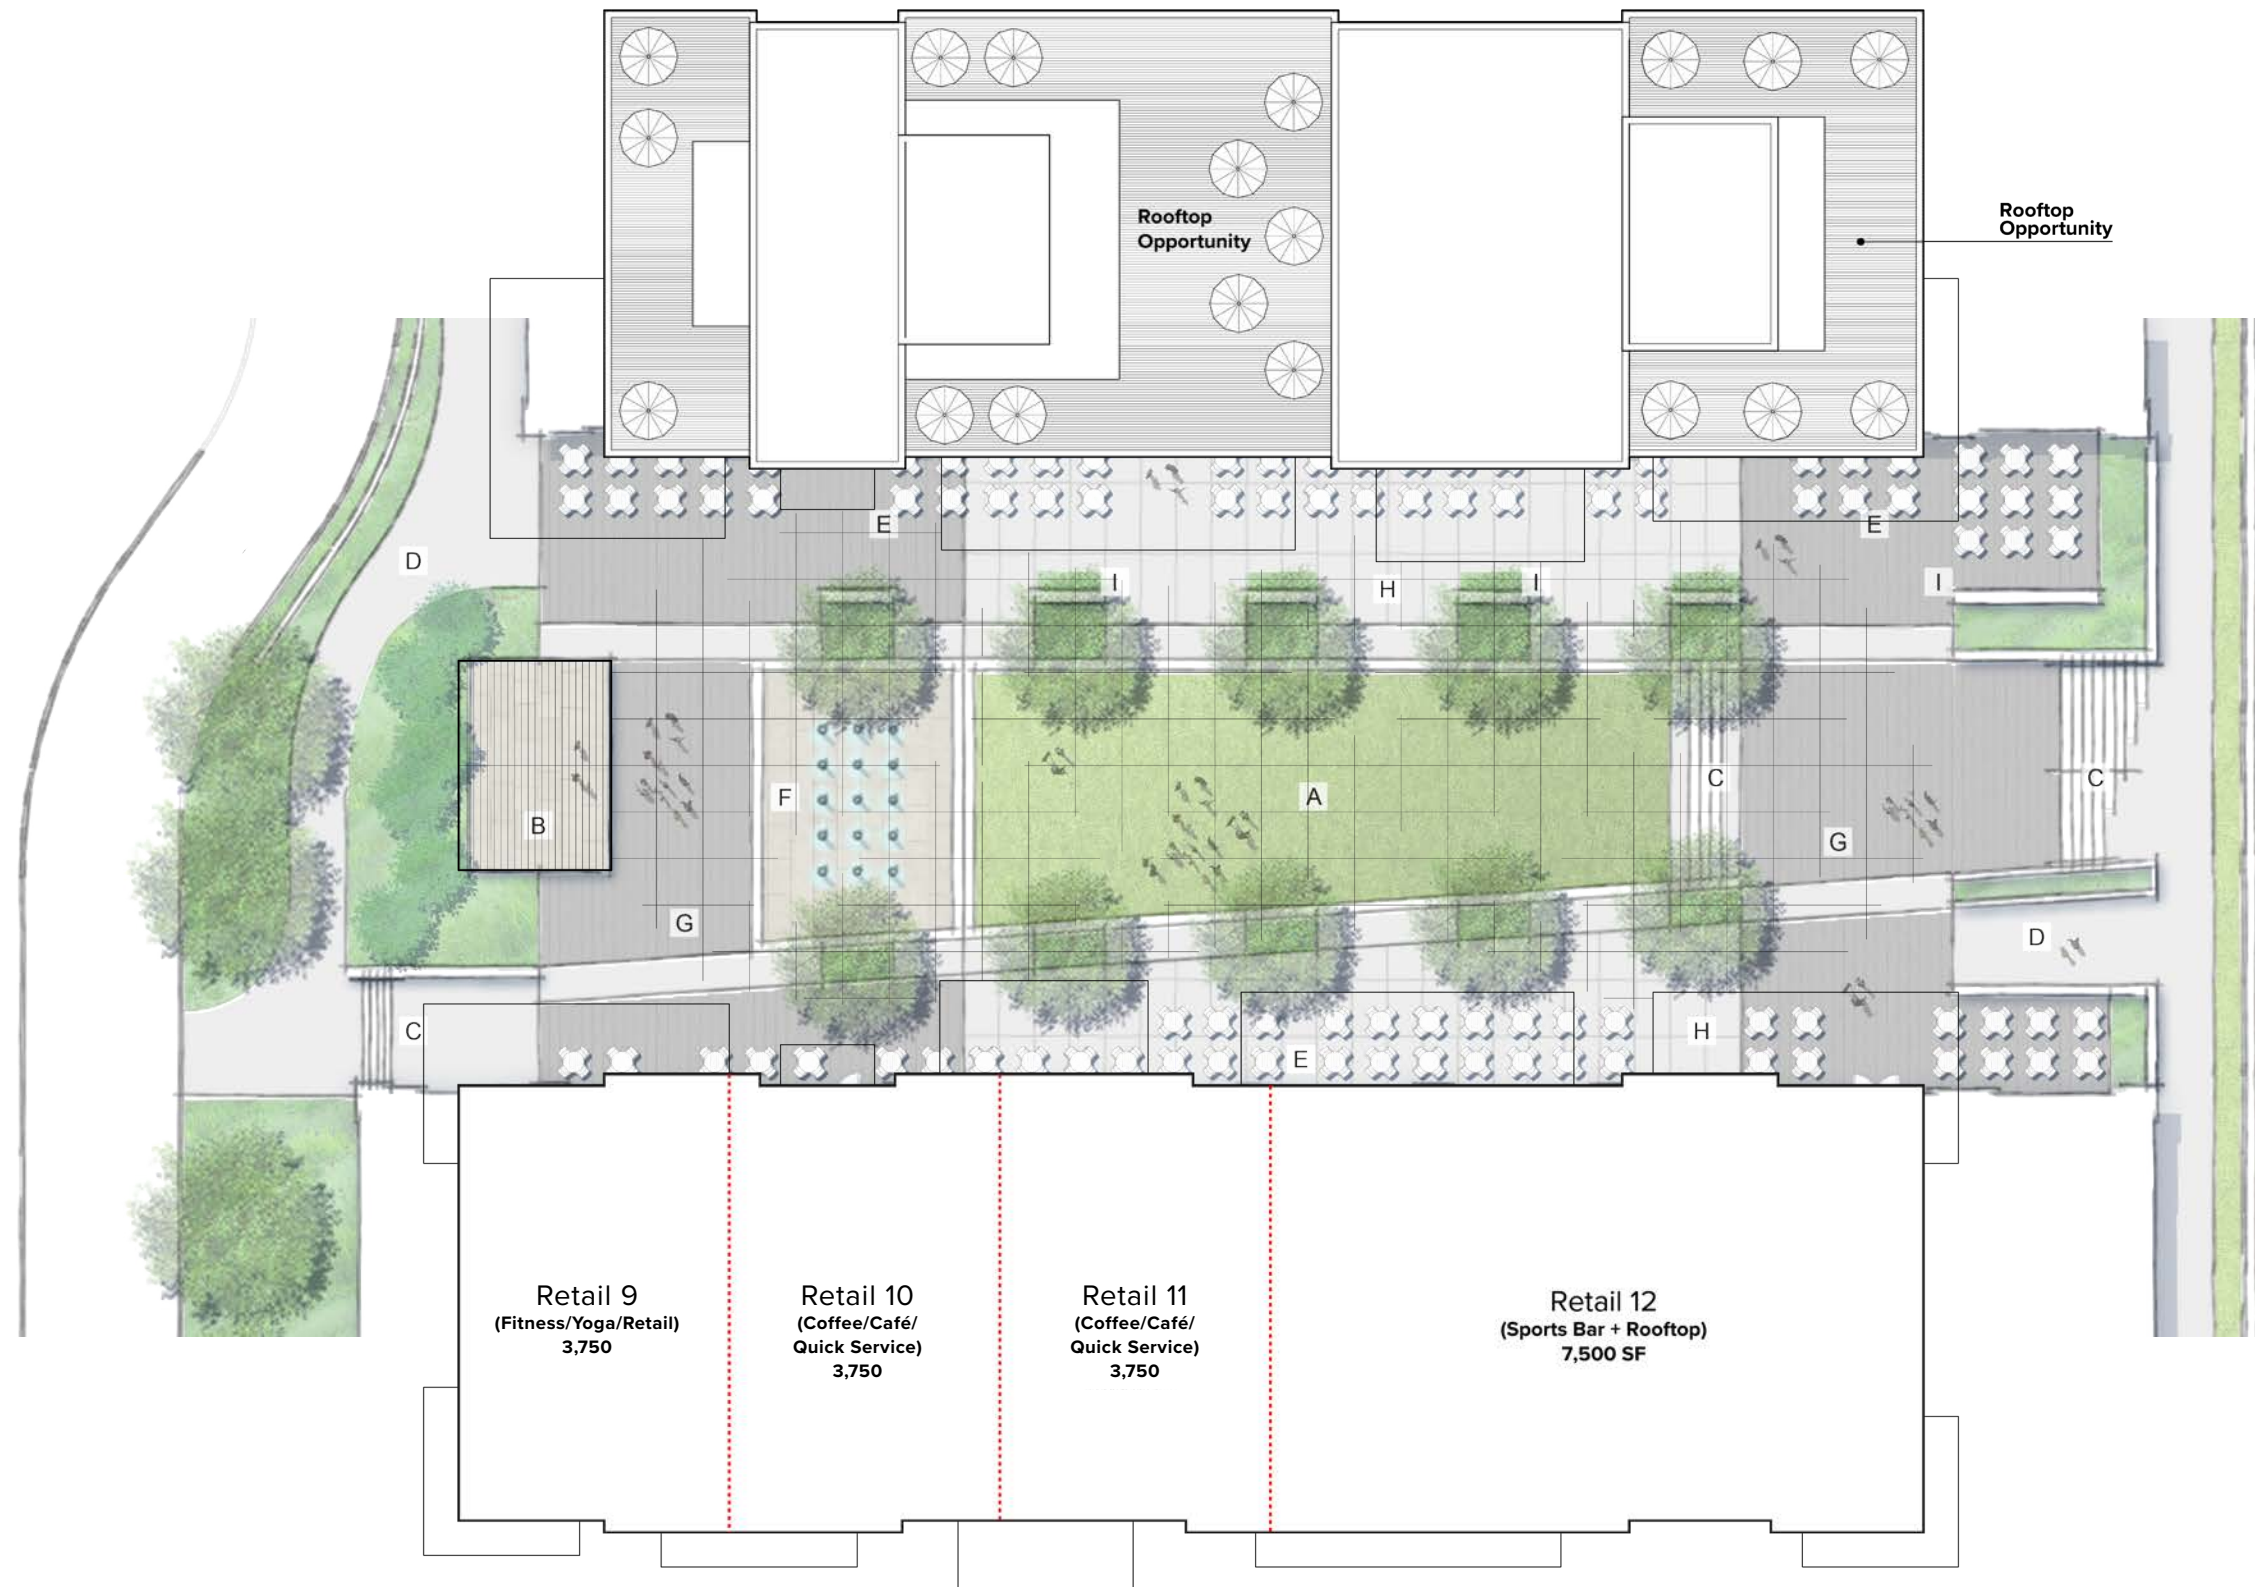 Rooftop
Opportunity
Rooftop
Opportunity
E
E
D
I
H
I
I
F
A
C
C
B
G
G
D
C
E
H
Retail 9
(Fitness/Yoga/Retail)
3,750
Retail 10
(Coffee/Café/
Quick Service)
3,750
Retail 11
(Coffee/Café/
Quick Service)
3,750
Retail 12
(Sports Bar + Rooftop)
7,500 SF